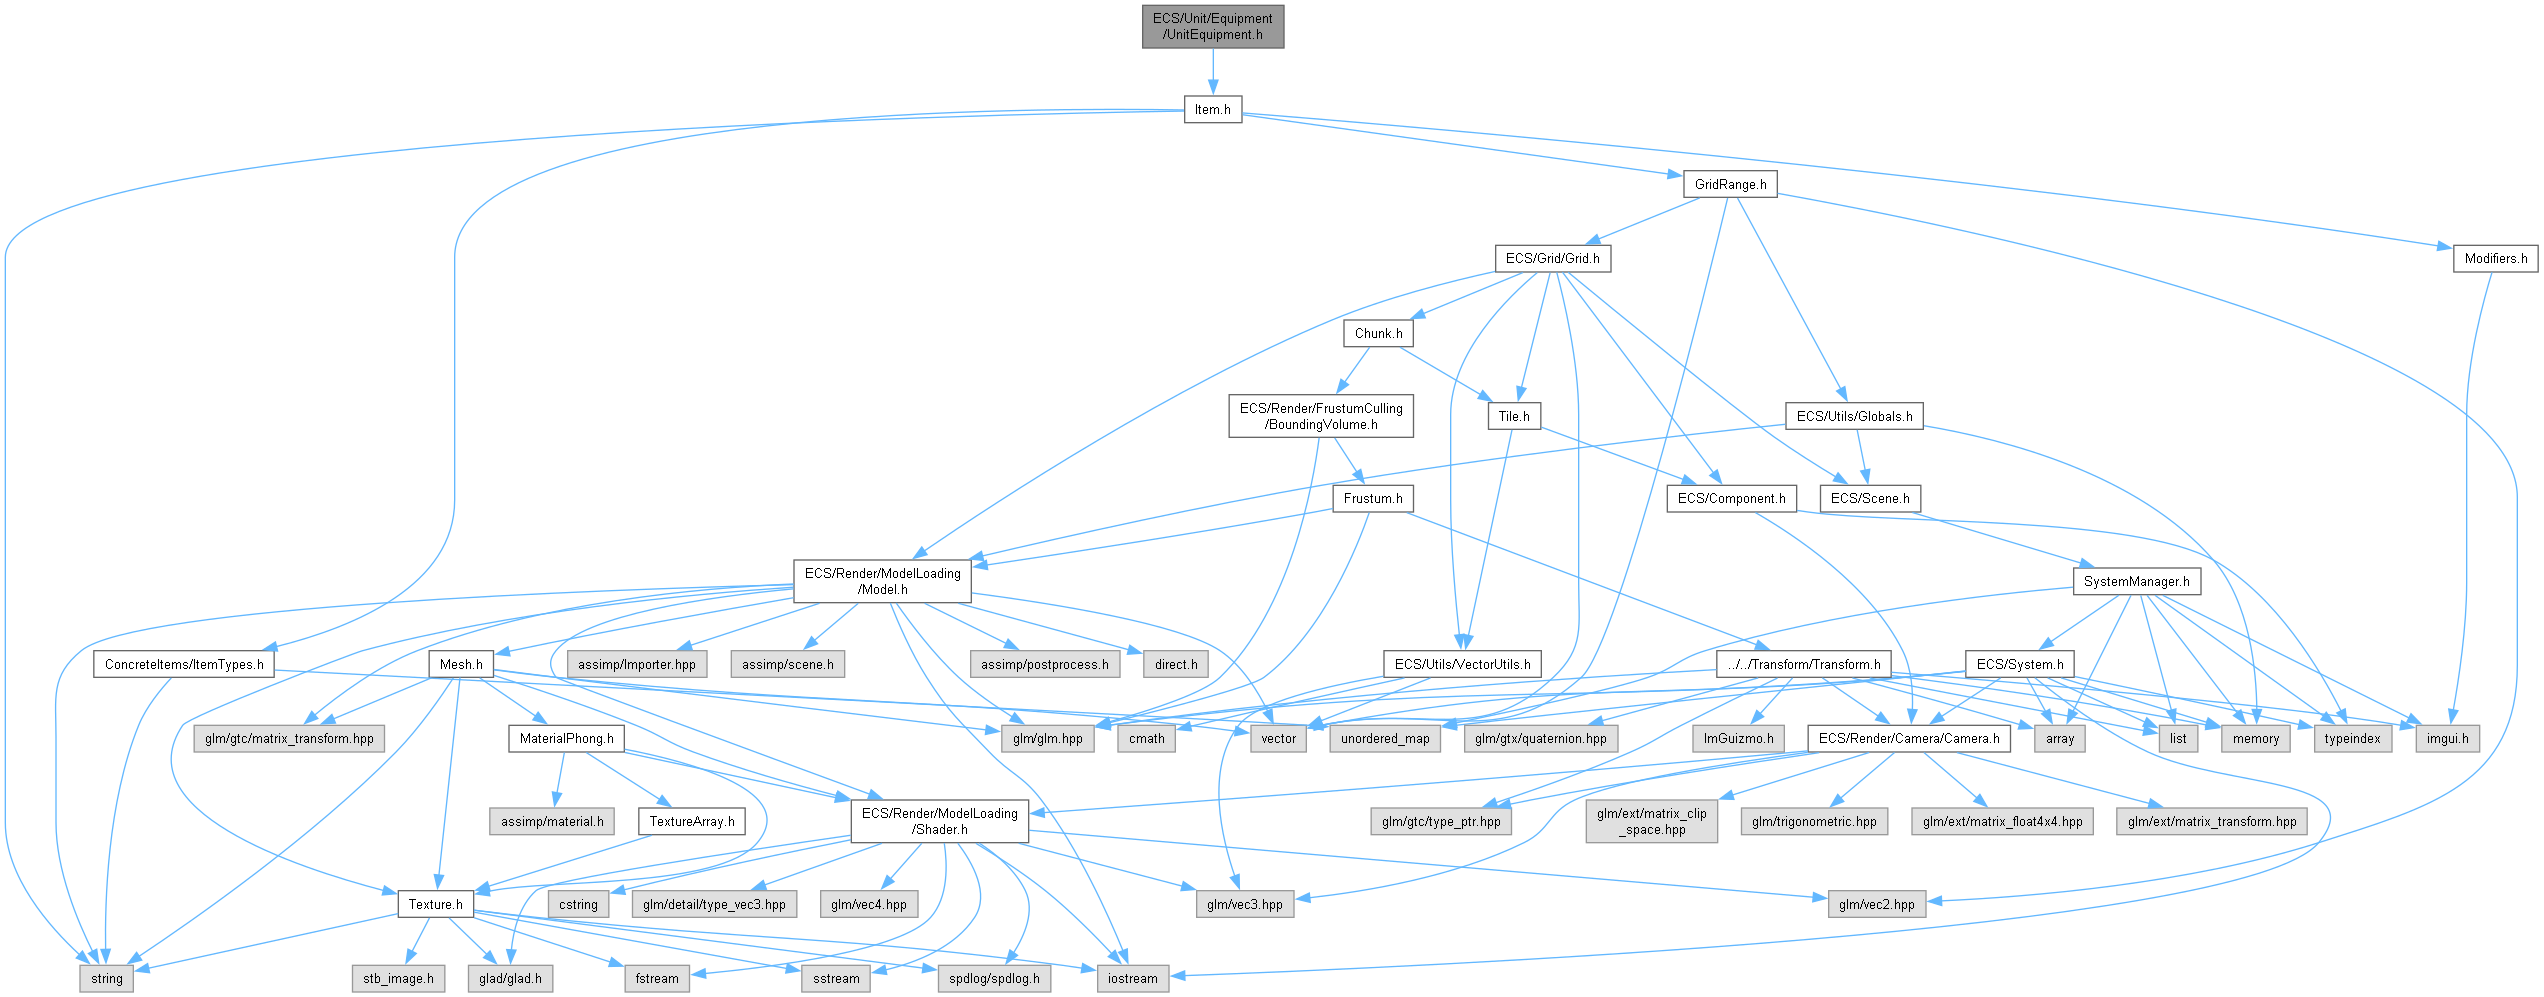 ECS/Unit/Equipment
/UnitEquipment.h
Item.h
GridRange.h
ECS/Grid/Grid.h
Modifiers.h
Chunk.h
ECS/Render/FrustumCulling
/BoundingVolume.h
Tile.h
ECS/Utils/Globals.h
Frustum.h
ECS/Component.h
ECS/Scene.h
ECS/Render/ModelLoading
/Model.h
SystemManager.h
ConcreteItems/ItemTypes.h
Mesh.h
assimp/Importer.hpp
assimp/scene.h
assimp/postprocess.h
direct.h
ECS/Utils/VectorUtils.h
../../Transform/Transform.h
ECS/System.h
glm/gtc/matrix_transform.hpp
MaterialPhong.h
glm/glm.hpp
cmath
vector
unordered_map
glm/gtx/quaternion.hpp
ImGuizmo.h
ECS/Render/Camera/Camera.h
array
list
memory
typeindex
imgui.h
assimp/material.h
TextureArray.h
ECS/Render/ModelLoading
/Shader.h
glm/gtc/type_ptr.hpp
glm/ext/matrix_clip
_space.hpp
glm/trigonometric.hpp
glm/ext/matrix_float4x4.hpp
glm/ext/matrix_transform.hpp
Texture.h
cstring
glm/detail/type_vec3.hpp
glm/vec4.hpp
glm/vec3.hpp
glm/vec2.hpp
string
stb_image.h
glad/glad.h
fstream
sstream
spdlog/spdlog.h
iostream